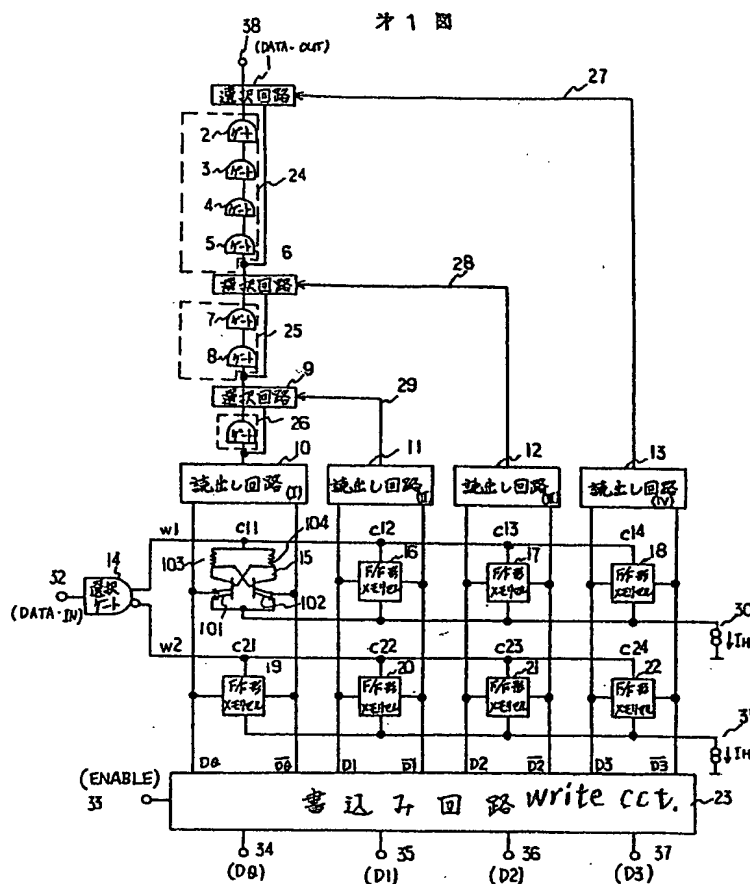 第1図
38
(DATA-OUT)
1
選択回路
27
2
ゲート
3
ゲート
24
4
ゲート
5
ゲート
6
28
選択回路
7
ゲート
25
8
ゲート
9
選択回路
29
26
ゲート
10
11
12
13
読出し回路(I)
読出し回路(II)
読出し回路(III)
読出し回路(IV)
w1
c11
104
c12
c13
c14
103
15
16
17
18
14
32
選択ゲート
(DATA-IN)
F/F形メモリセル
F/F形メモリセル
F/F形メモリセル
101
102
30
↓IH
w2
c21
c22
c23
c24
19
20
21
22
F/F形メモリセル
F/F形メモリセル
F/F形メモリセル
F/F形メモリセル
31
↓IH
D0
D0
D1
D1
D2
D2
D3
D3
(ENABLE)
33
書込み回路 write cct.
23
34
35
36
37
(D0)
(D1)
(D2)
(D3)